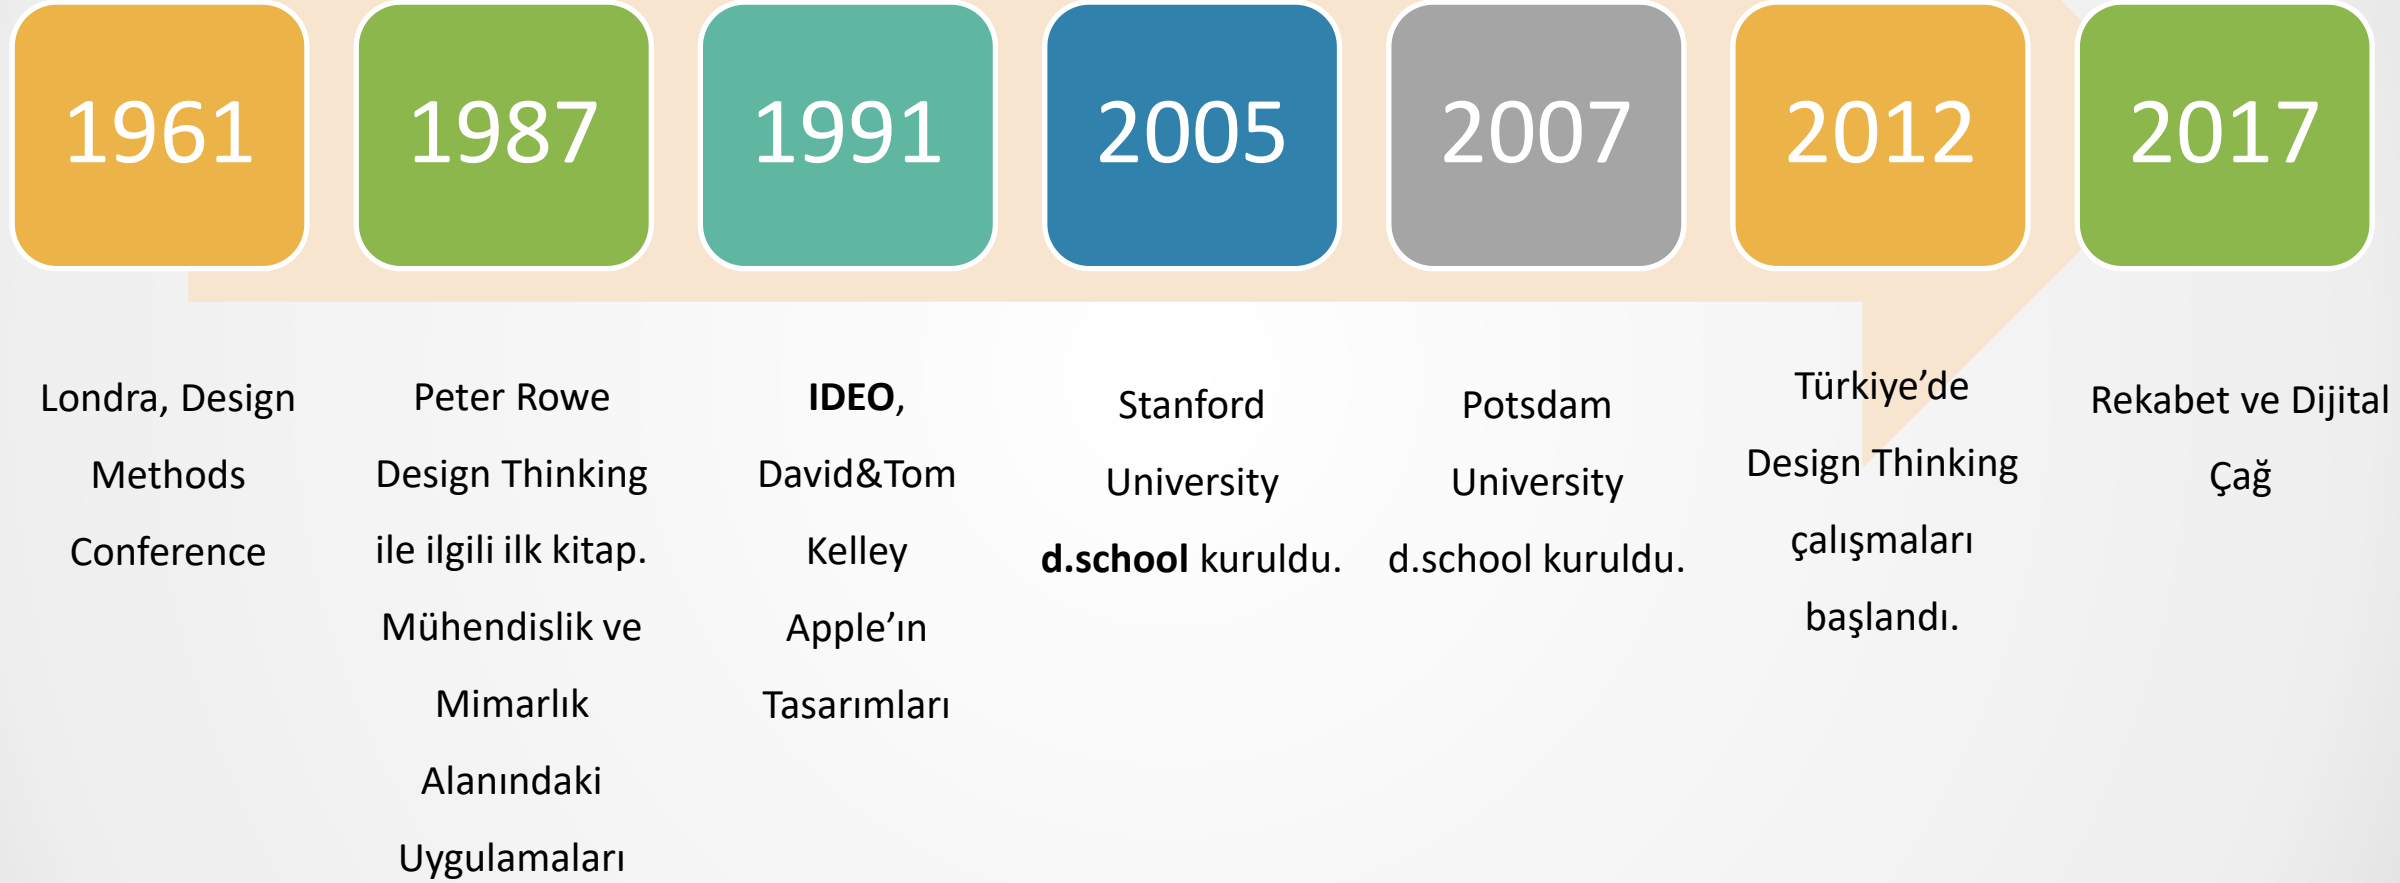 1961
1987
1991
2005
2007
2012
2017
Londra, Design
Methods
Conference
Peter Rowe
Design Thinking
ile ilgili ilk kitap.
Mühendislik ve
Mimarlık
Alanındaki
Uygulamaları
IDEO,
David&Tom
Kelley
Apple’ın
Tasarımları
Stanford
University
d.school kuruldu.
Potsdam
University
d.school kuruldu.
Türkiye’de
Design Thinking
çalışmaları
başlandı.
Rekabet ve Dijital
Çağ